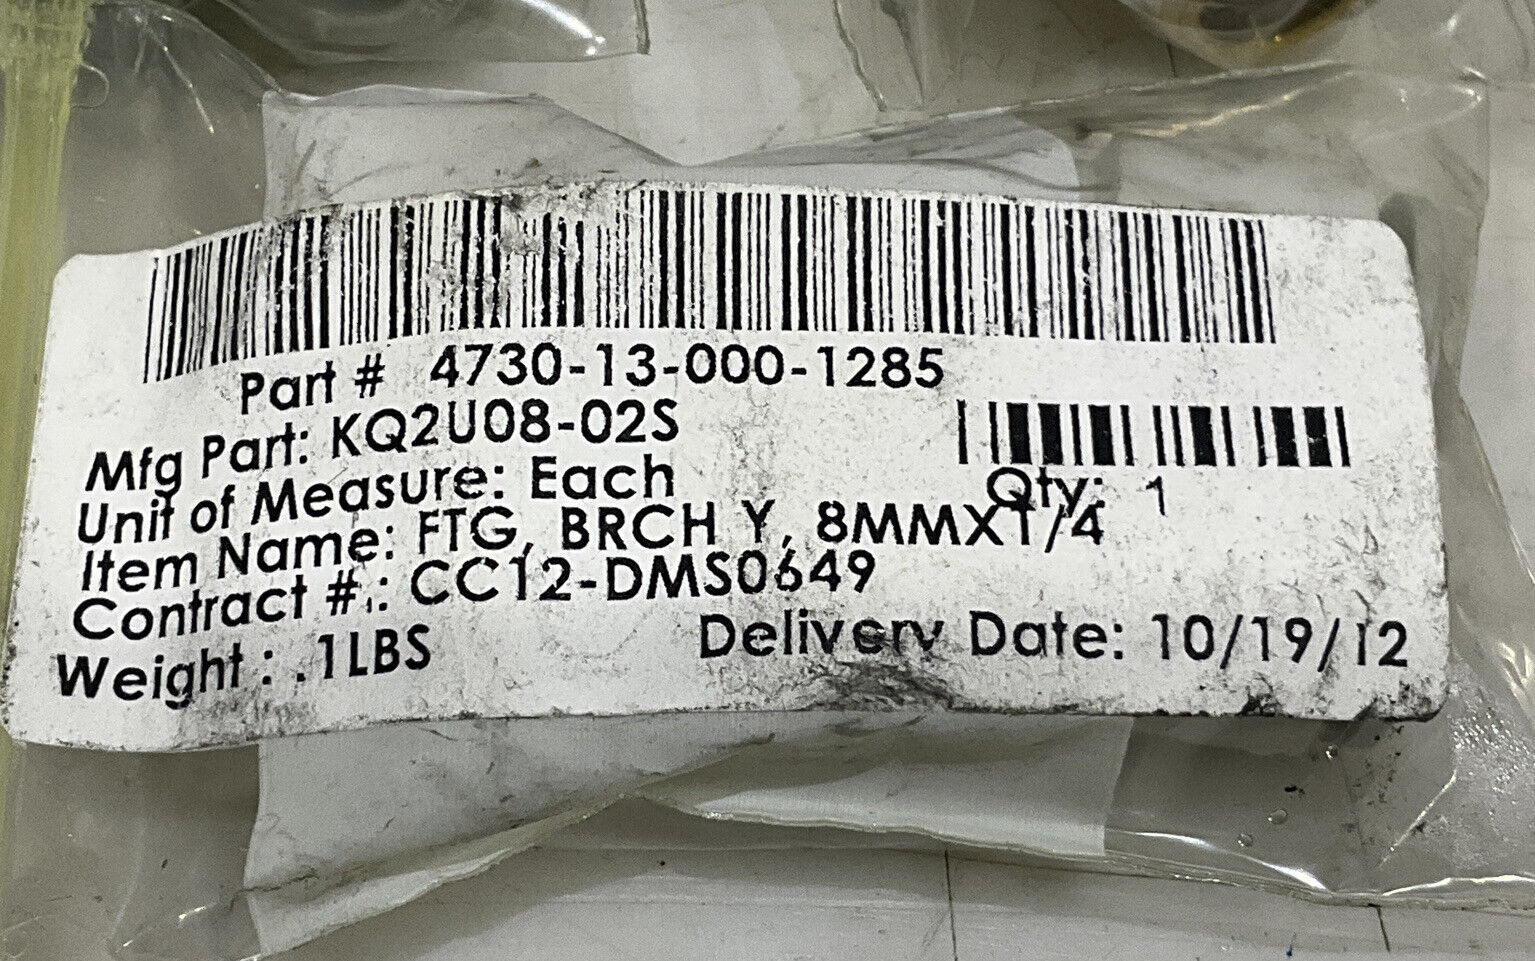 Part # 4730-13-000-1285
Mfg Part: KQ2U08-02S
Unit of Measure: Each
Qty: 1
Item Name: FTG, BRCH Y, 8MMX1/4
Contract #.: CC12-DMS0649
Weight : .1LBS
Delivery Date: 10/19/12